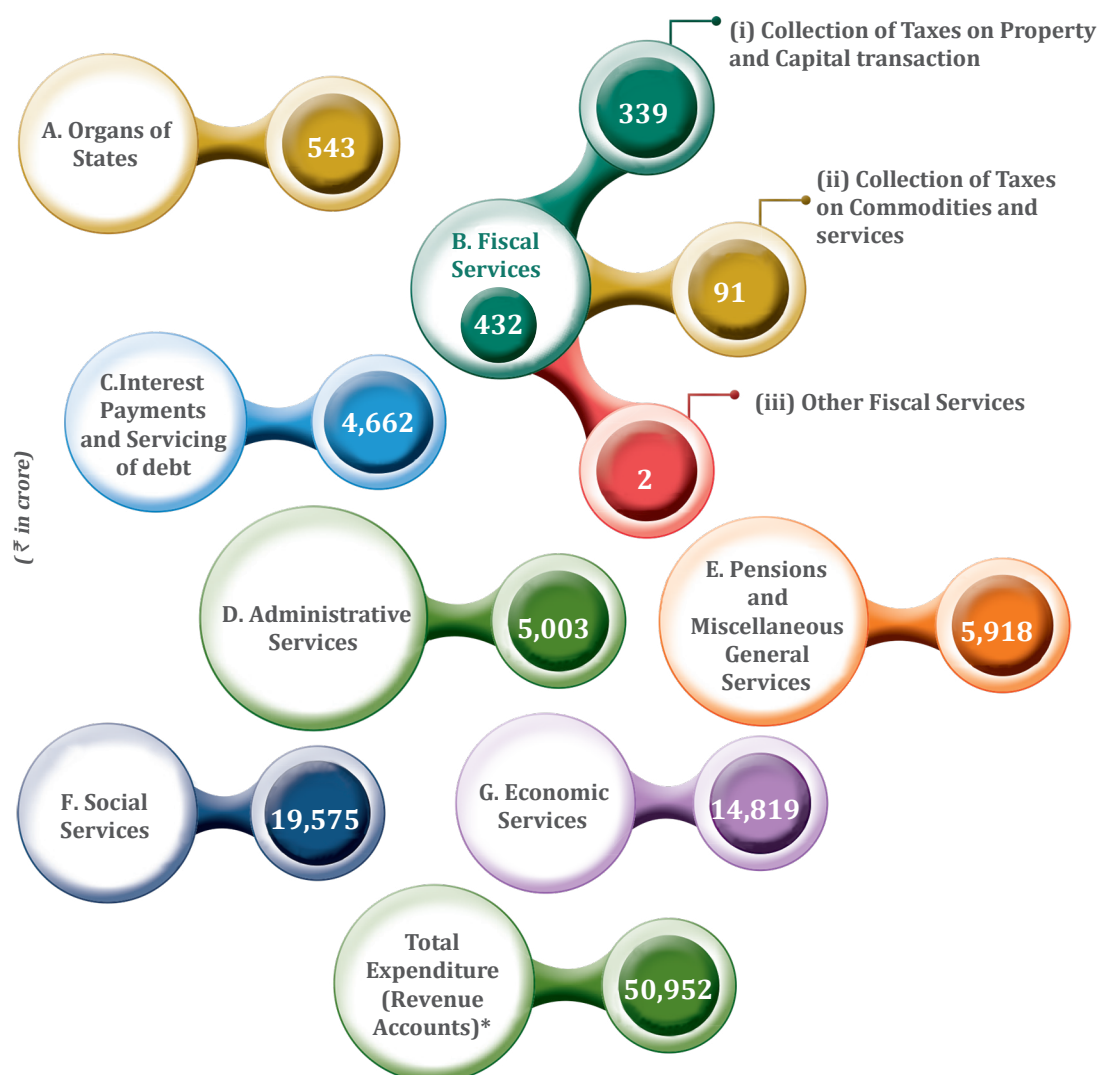 (i) Collection of Taxes on Property
and Capital transaction
339
A. Organs of
States
543
(ii) Collection of Taxes
on Commodities and
services
91
B. Fiscal
Services
432
(iii) Other Fiscal Services
2
C.Interest
Payments
and Servicing
of debt
4,662
(₹ in crore)
D. Administrative
Services
5,003
E. Pensions
and
Miscellaneous
General
Services
5,918
F. Social
Services
19,575
G. Economic
Services
14,819
Total
Expenditure
(Revenue
Accounts)*
50,952